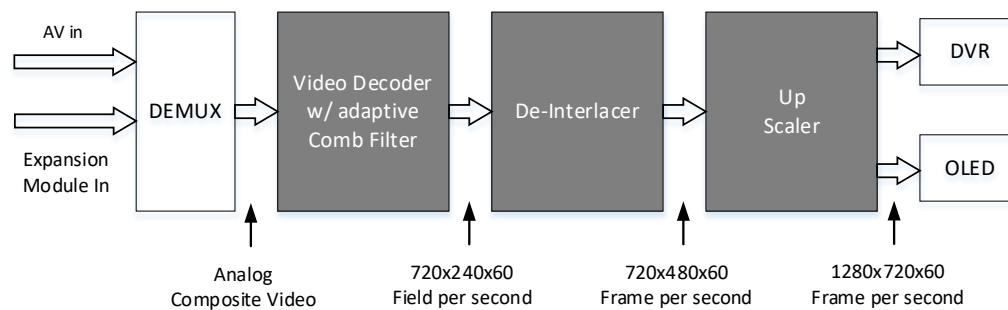 AV in
Expansion
Module In
DEMUX
Video Decoder
w/ adaptive
Comb Filter
De-Interlacer
Up
Scaler
DVR
OLED
Analog
Composite Video
720x240x60
Field per second
720x480x60
Frame per second
1280x720x60
Frame per second